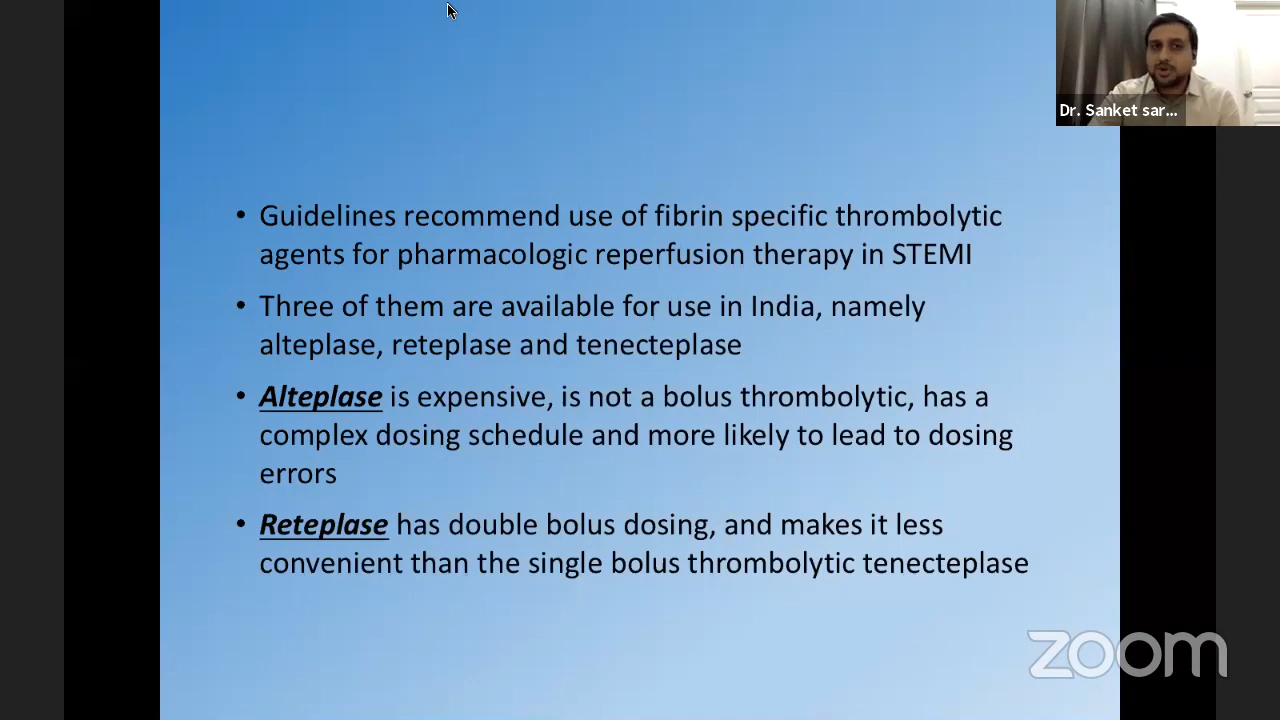 Dr. Sanket sar...
• Guidelines recommend use of fibrin specific thrombolytic
agents for pharmacologic reperfusion therapy in STEMI
• Three of them are available for use in India, namely
alteplase, reteplase and tenecteplase
• Alteplase is expensive, is not a bolus thrombolytic, has a
complex dosing schedule and more likely to lead to dosing
errors
• Reteplase has double bolus dosing, and makes it less
convenient than the single bolus thrombolytic tenecteplase
zoom